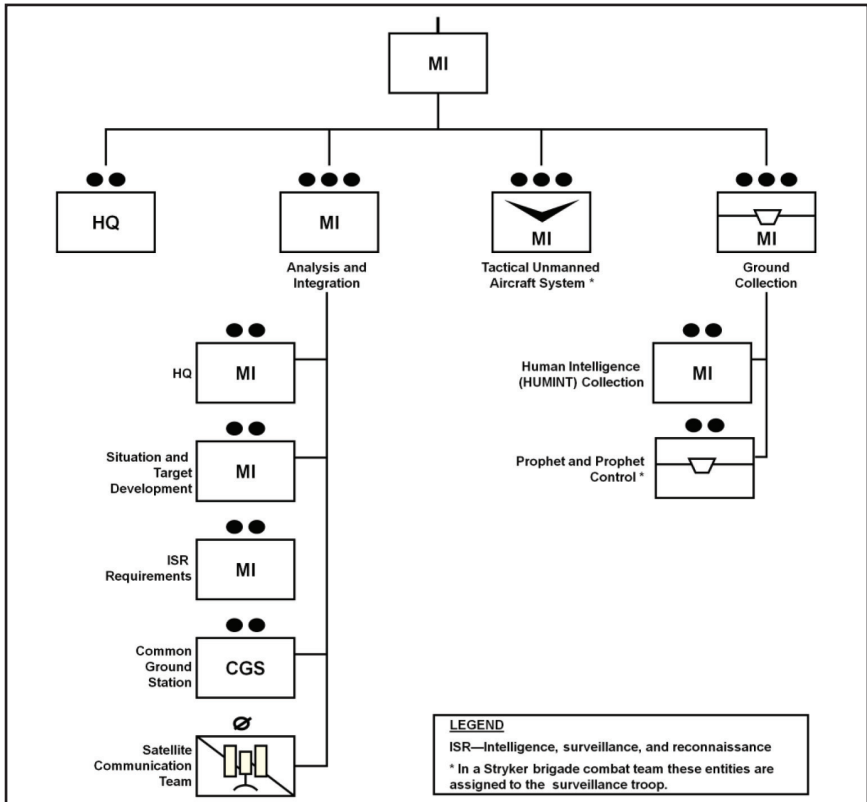 MI
HQ
MI
Analysis and
Integration
MI
Tactical Unmanned
Aircraft System *
MI
Ground
Collection
HQ
MI
Situation and
Target
Development
MI
ISR
Requirements
MI
Common
Ground
Station
CGS
Satellite
Communication
Team
Human Intelligence
(HUMINT) Collection
MI
Prophet and Prophet
Control *
LEGEND
ISR—Intelligence, surveillance, and reconnaissance
* In a Stryker brigade combat team these entities are
assigned to the surveillance troop.